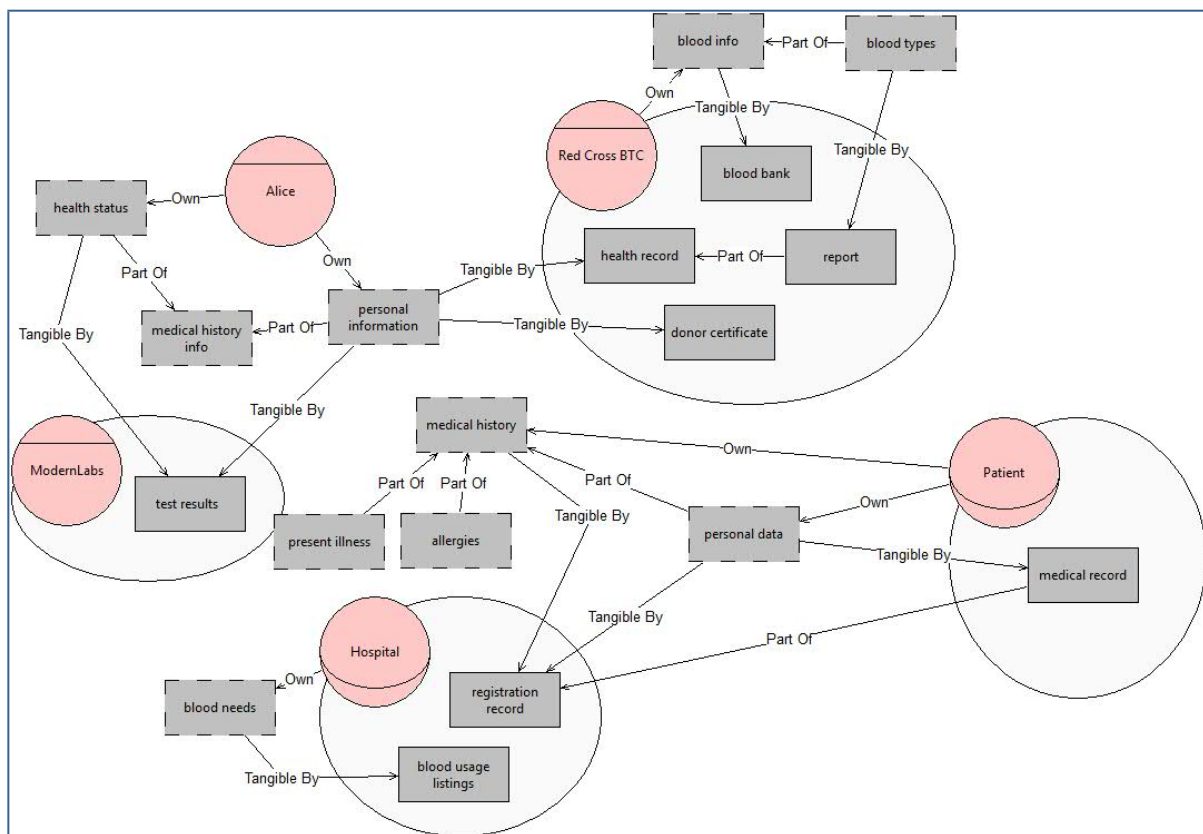 blood info
Part Of
blood types
Own
Tangible By
Red Cross BTC
blood bank
Tangible By
Alice
Own
health status
Own
Part Of
health record
Part Of
report
Tangible By
personal
information
Tangible By
donor certificate
medical history
info
Part Of
Tangible By
Tangible By
medical history
Own
Patient
ModernLabs
test results
Part Of
Part Of
Part Of
Own
Tangible By
present illness
allergies
personal data
Tangible By
medical record
Tangible By
Part Of
Hospital
Own
registration
record
blood needs
Tangible By
blood usage
listings